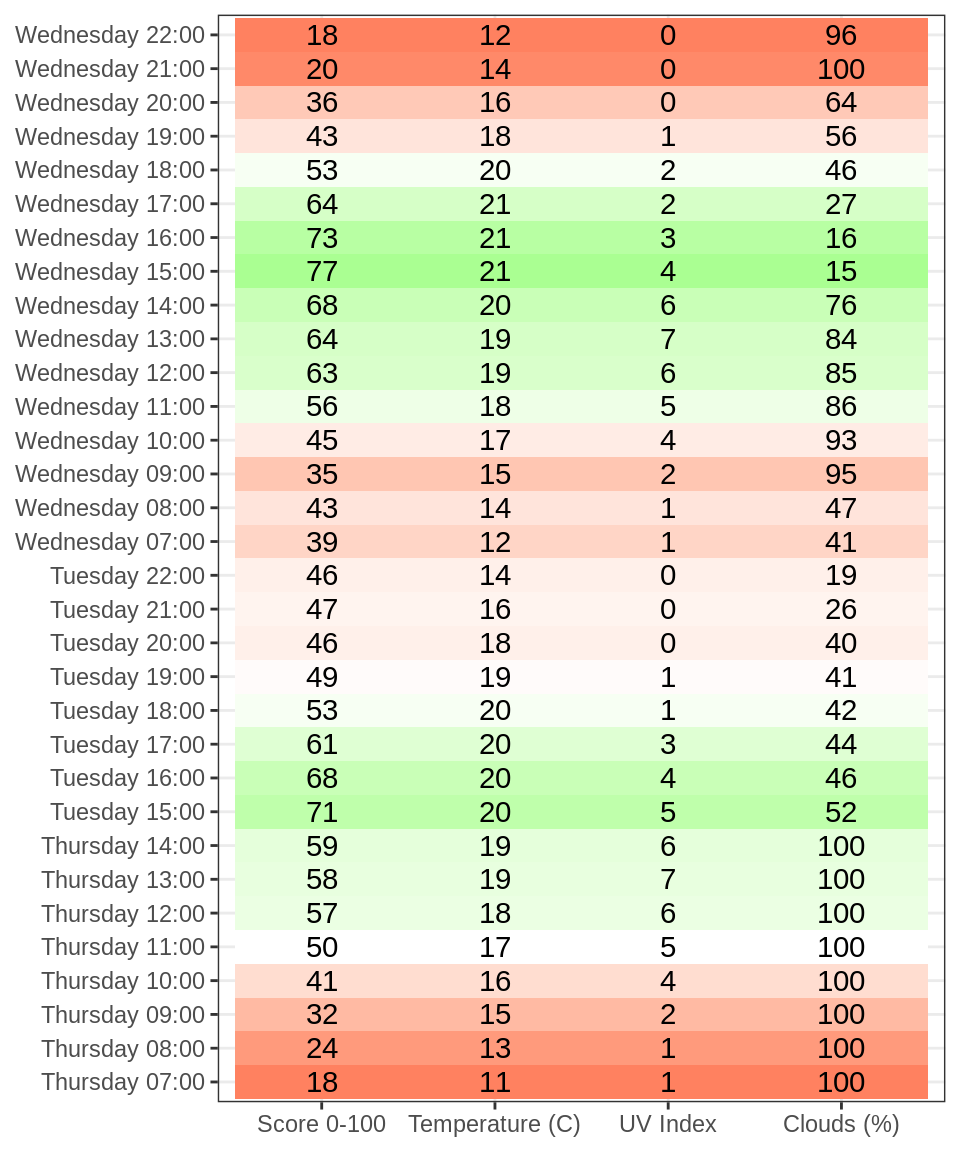 Wednesday 22:00 18 12 0 96
Wednesday 21:00 20 14 0 100
Wednesday 20:00 36 16 0 64
Wednesday 19:00 43 18 1 56
Wednesday 18:00 53 20 2 46
Wednesday 17:00 64 21 2 27
Wednesday 16:00 73 21 3 16
Wednesday 15:00 77 21 4 15
Wednesday 14:00 68 20 6 76
Wednesday 13:00 64 19 7 84
Wednesday 12:00 63 19 6 85
Wednesday 11:00 56 18 5 86
Wednesday 10:00 45 17 4 93
Wednesday 09:00 35 15 2 95
Wednesday 08:00 43 14 1 47
Wednesday 07:00 39 12 1 41
Tuesday 22:00 46 14 0 19
Tuesday 21:00 47 16 0 26
Tuesday 20:00 46 18 0 40
Tuesday 19:00 49 19 1 41
Tuesday 18:00 53 20 1 42
Tuesday 17:00 61 20 3 44
Tuesday 16:00 68 20 4 46
Tuesday 15:00 71 20 5 52
Thursday 14:00 59 19 6 100
Thursday 13:00 58 19 7 100
Thursday 12:00 57 18 6 100
Thursday 11:00 50 17 5 100
Thursday 10:00 41 16 4 100
Thursday 09:00 32 15 2 100
Thursday 08:00 24 13 1 100
Thursday 07:00 18 11 1 100
Score 0-100 Temperature (C) UV Index Clouds (%)